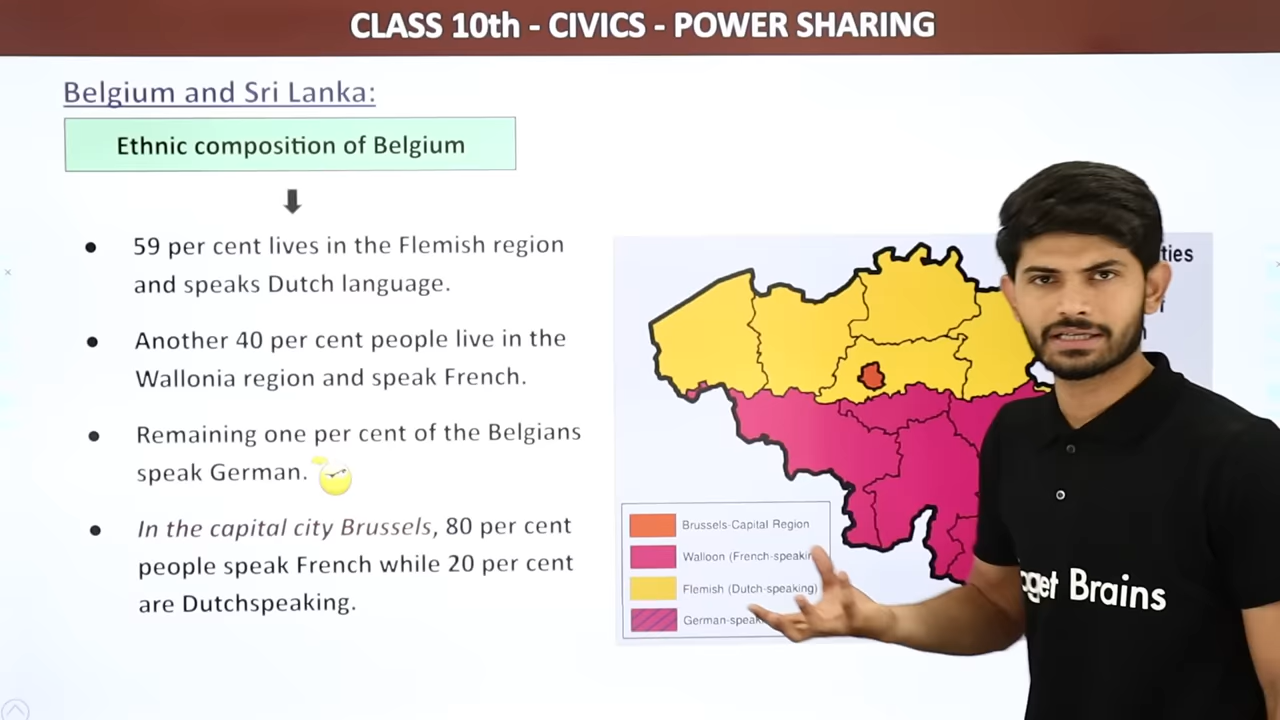 CLASS 10th - CIVICS - POWER SHARING
Belgium and Sri Lanka:
Ethnic composition of Belgium
● 59 per cent lives in the Flemish region
and speaks Dutch language.
● Another 40 per cent people live in the
Wallonia region and speak French.
● Remaining one per cent of the Belgians
speak German.
● In the capital city Brussels, 80 per cent
people speak French while 20 per cent
are Dutchspeaking.
ties
Brussels-Capital Region
Walloon (French-speakin
Flemish (Dutch-speaking)
German-speak
Brains